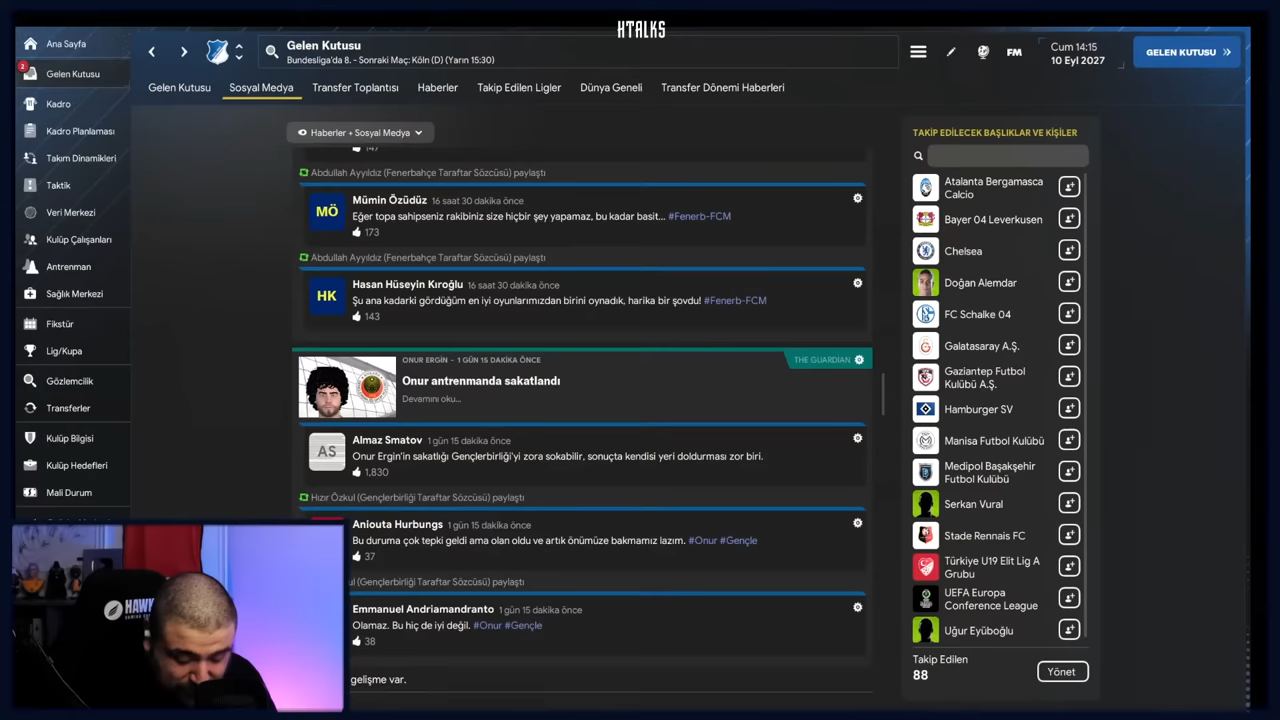 HTALKS
Ana Sayfa
2
Gelen Kutusu
Kadro
Kadro Planlaması
Takım Dinamikleri
Taktik
Veri Merkezi
Kulüp Çalışanları
Antrenman
Sağlık Merkezi
Fikstür
Lig/Kupa
Gözlemcilik
Transferler
Kulüp Bilgisi
Kulüp Hedefleri
Mali Durum
Gelen Kutusu
Bundesliga'da 8. - Sonraki Maç: Köln (D) (Yarın 15:30)
FM
Cum 14:15
10 Eyl 2027
GELEN KUTUSU
Gelen Kutusu
Sosyal Medya
Transfer Toplantısı
Haberler
Takip Edilen Ligler
Dünya Geneli
Transfer Dönemi Haberleri
Haberler + Sosyal Medya
147
Abdullah Ayyıldız (Fenerbahçe Taraftar Sözcüsü) paylaştı
MÖ
Mümin Özüdüz 16 saat 30 dakika önce
Eğer topa sahipseniz rakibiniz size hiçbir şey yapamaz, bu kadar basit... #Fenerb-FCM
173
Abdullah Ayyıldız (Fenerbahçe Taraftar Sözcüsü) paylaştı
HK
Hasan Hüseyin Kıroğlu 16 saat 30 dakika önce
Şu ana kadarki gördüğüm en iyi oyunlarımızdan birini oynadık, harika bir şovdu! #Fenerb-FCM
143
ONUR ERGİN - 1 GÜN 15 DAKİKA ÖNCE
THE GUARDIAN
Onur antrenmanda sakatlandı
Devamını oku...
AS
Almaz Smatov 1 gün 15 dakika önce
Onur Ergin'in sakatlığı Gençlerbirliği'yi zora sokabilir, sonuçta kendisi yeri doldurması zor biri.
1,830
Hızır Özkul (Gençlerbirliği Taraftar Sözcüsü) paylaştı
Aniouta Hurbungs 1 gün 15 dakika önce
Bu duruma çok tepki geldi ama olan oldu ve artık önümüze bakmamız lazım. #Onur #Gençle
37
(Gençlerbirliği Taraftar Sözcüsü) paylaştı
Emmanuel Andriamandranto 1 gün 15 dakika önce
Olamaz. Bu hiç de iyi değil. #Onur #Gençle
38
gelişme var.
TAKİP EDİLECEK BAŞLIKLAR VE KİŞİLER
Atalanta Bergamasca
Calcio
Bayer 04 Leverkusen
Chelsea
Doğan Alemdar
FC Schalke 04
Galatasaray A.Ş.
Gaziantep Futbol
Kulübü A.Ş.
Hamburger SV
Manisa Futbol Kulübü
Medipol Başakşehir
Futbol Kulübü
Serkan Vural
Stade Rennais FC
Türkiye U19 Elit Lig A
Grubu
UEFA Europa
Conference League
Uğur Eyüboğlu
Takip Edilen
88
Yönet
HAWK